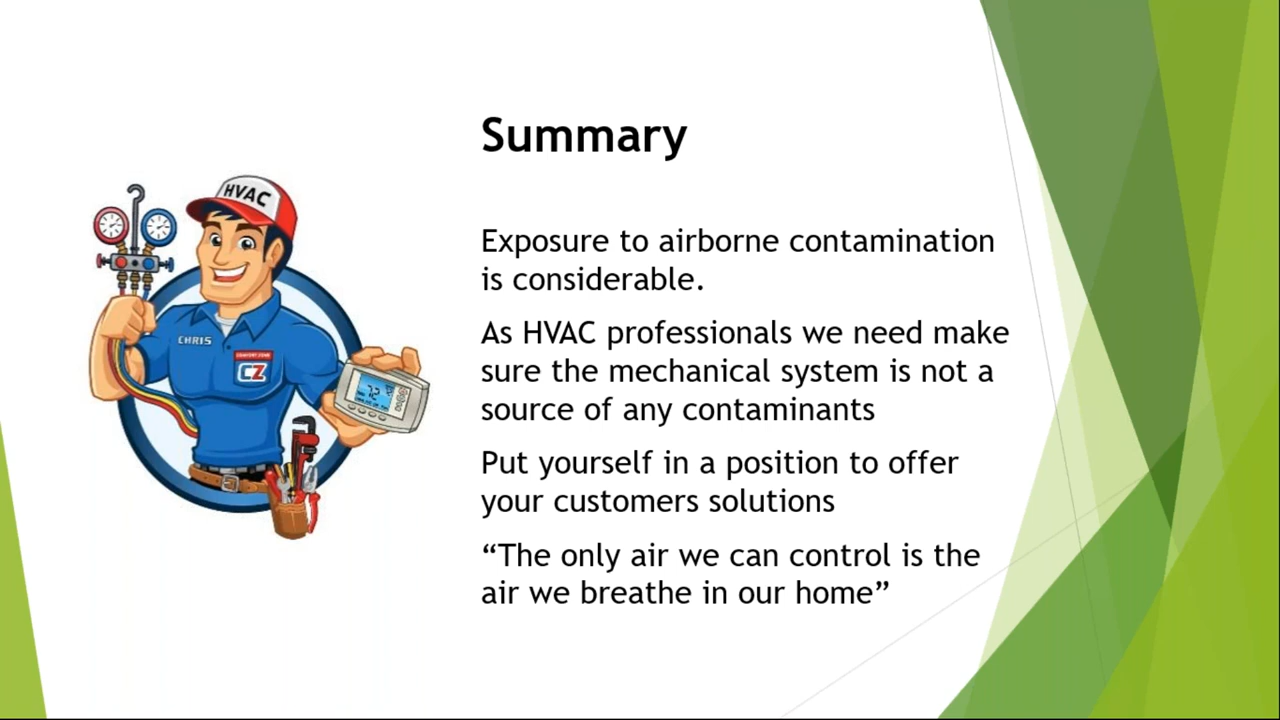 Summary
Exposure to airborne contamination
is considerable.
As HVAC professionals we need make
sure the mechanical system is not a
source of any contaminants
Put yourself in a position to offer
your customers solutions
“The only air we can control is the
air we breathe in our home”
HVAC
CHRIS
CZ
72